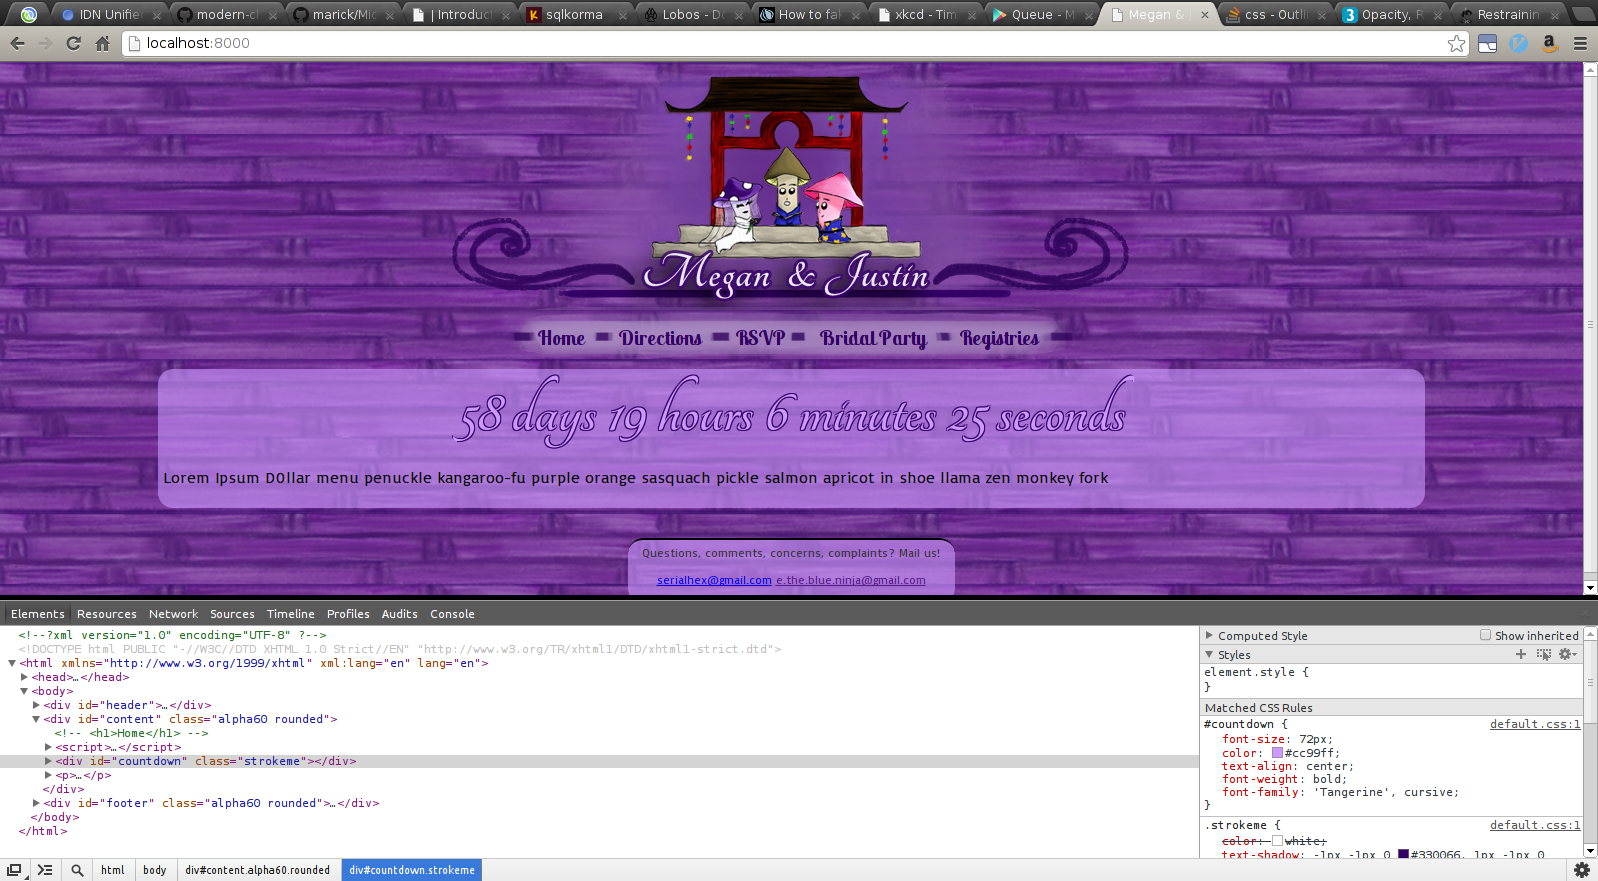 IDN Unifie
modern-cl
marick/Mid
| Introduc
sqlkorma
Lobos - Do
How to fal
xkcd - Tim
Queue - M
Megan &
css - Outli
Opacity, R
Restrainin
localhost:8000
Megan & Justin
Home Directions RSVP Bridal Party Registries
58 days 19 hours 6 minutes 25 seconds
Lorem Ipsum D0llar menu penuckle kangaroo-fu purple orange sasquach pickle salmon apricot in shoe llama zen monkey fork
Questions, comments, concerns, complaints? Mail us!
serialhex@gmail.com e.the.blue.ninja@gmail.com
Elements Resources Network Sources Timeline Profiles Audits Console
<!--?xml version="1.0" encoding="UTF-8" ?-->
<!DOCTYPE html PUBLIC "-//W3C//DTD XHTML 1.0 Strict//EN" "http://www.w3.org/TR/xhtml1/DTD/xhtml1-strict.dtd">
<html xmlns="http://www.w3.org/1999/xhtml" xml:lang="en" lang="en">
<head>…</head>
<body>
<div id="header">…</div>
<div id="content" class="alpha60 rounded">
<!-- <h1>Home</h1> -->
<script>…</script>
<div id="countdown" class="strokeme"></div>
<p>…</p>
</div>
<div id="footer" class="alpha60 rounded">…</div>
</body>
</html>
Computed Style Show inherited
Styles
element.style {
}
Matched CSS Rules
#countdown { default.css:1
font-size: 72px;
color: #cc99ff;
text-align: center;
font-weight: bold;
font-family: 'Tangerine', cursive;
}
.strokeme { default.css:1
color: white;
text-shadow: -1px -1px 0 #330066, 1px -1px 0
html body div#content.alpha60.rounded div#countdown.strokeme